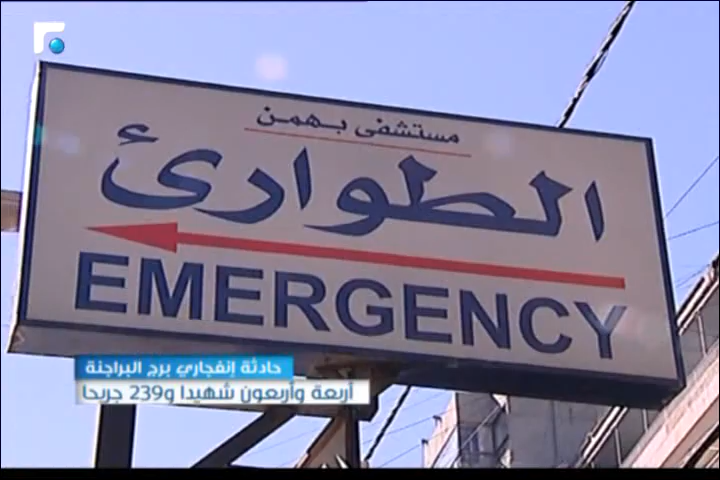 مستشفى بهمن
الطوارئ
EMERGENCY
حادثة إنفجاري برج البراجنة
أربعة وأربعون شهيدا و239 جريحا